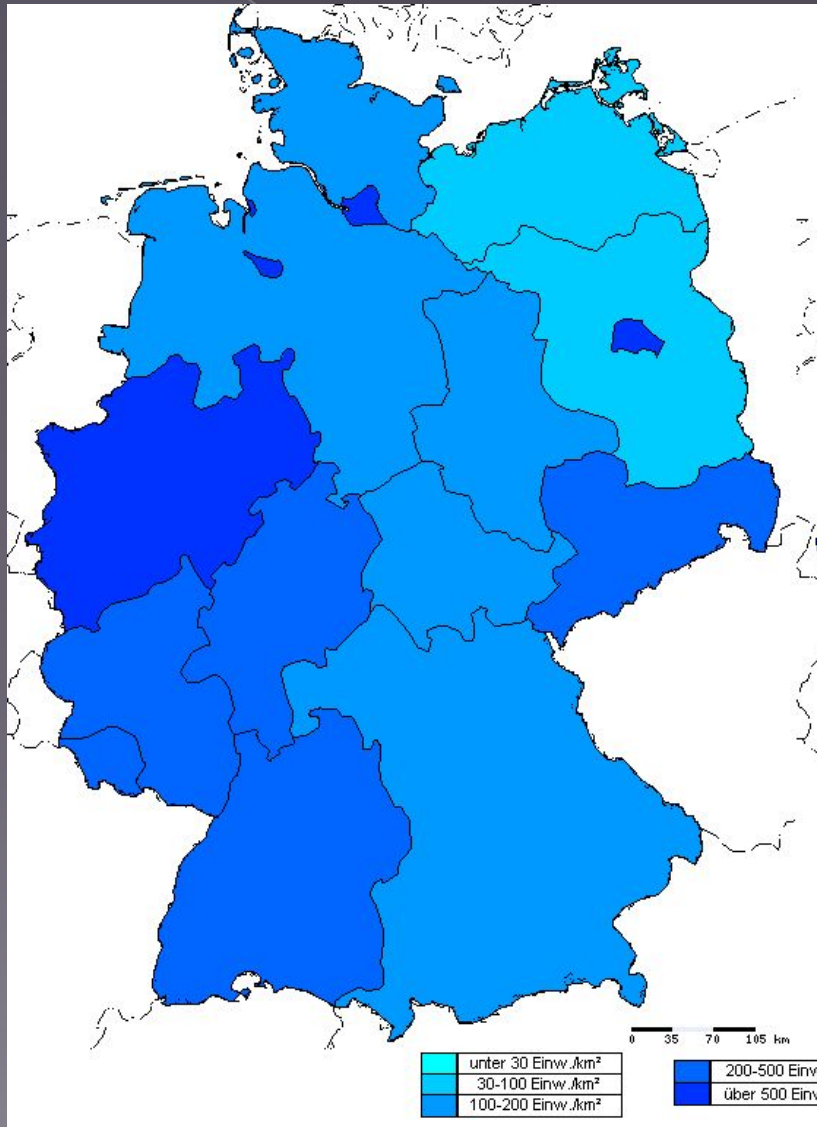 0 35 70 105 km
unter 30 Einw./km²
30-100 Einw./km²
100-200 Einw./km²
200-500 Einw
über 500 Einw